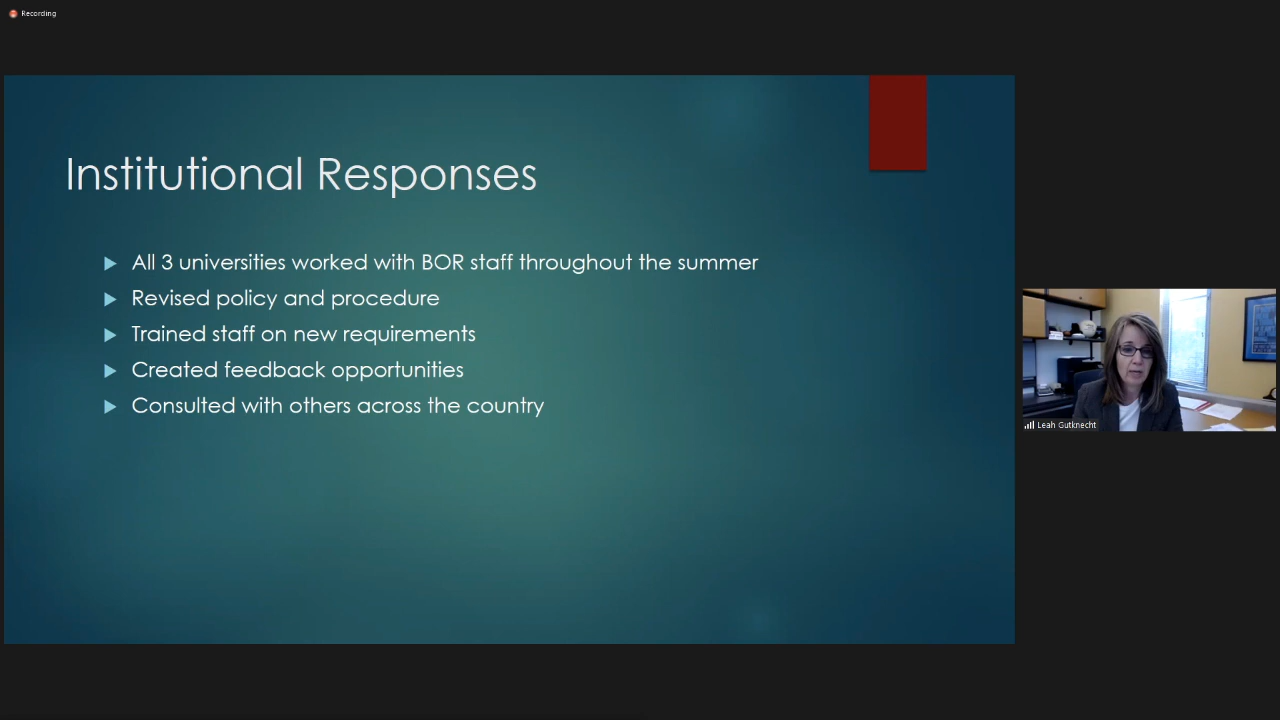 Recording
Institutional Responses
All 3 universities worked with BOR staff throughout the summer
Revised policy and procedure
Trained staff on new requirements
Created feedback opportunities
Consulted with others across the country
Leah Gutknecht